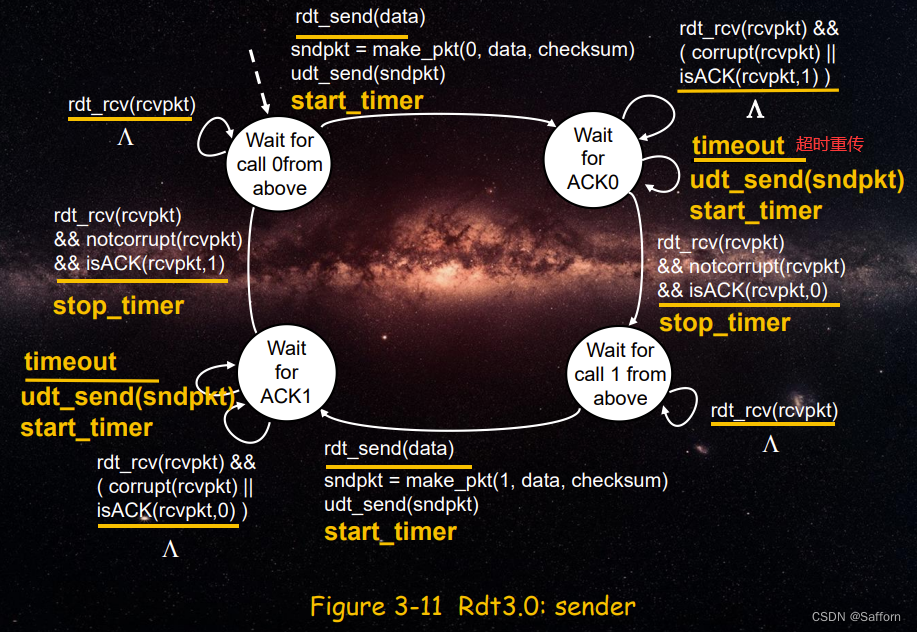 rdt_send(data)
sndpkt = make_pkt(0, data, checksum)
udt_send(sndpkt)
start_timer
rdt_rcv(rcvpkt) &&
( corrupt(rcvpkt) ||
isACK(rcvpkt,1) )
Λ
rdt_rcv(rcvpkt)
Λ
Wait for
call 0from
above
Wait
for
ACK0
timeout 超时重传
udt_send(sndpkt)
start_timer
rdt_rcv(rcvpkt)
&& notcorrupt(rcvpkt)
&& isACK(rcvpkt,1)
stop_timer
rdt_rcv(rcvpkt)
&& notcorrupt(rcvpkt)
&& isACK(rcvpkt,0)
stop_timer
timeout
udt_send(sndpkt)
start_timer
Wait
for
ACK1
Wait for
call 1 from
above
rdt_rcv(rcvpkt)
Λ
rdt_rcv(rcvpkt) &&
( corrupt(rcvpkt) ||
isACK(rcvpkt,0) )
Λ
rdt_send(data)
sndpkt = make_pkt(1, data, checksum)
udt_send(sndpkt)
start_timer
Figure 3-11 Rdt3.0: sender
CSDN @Safforn